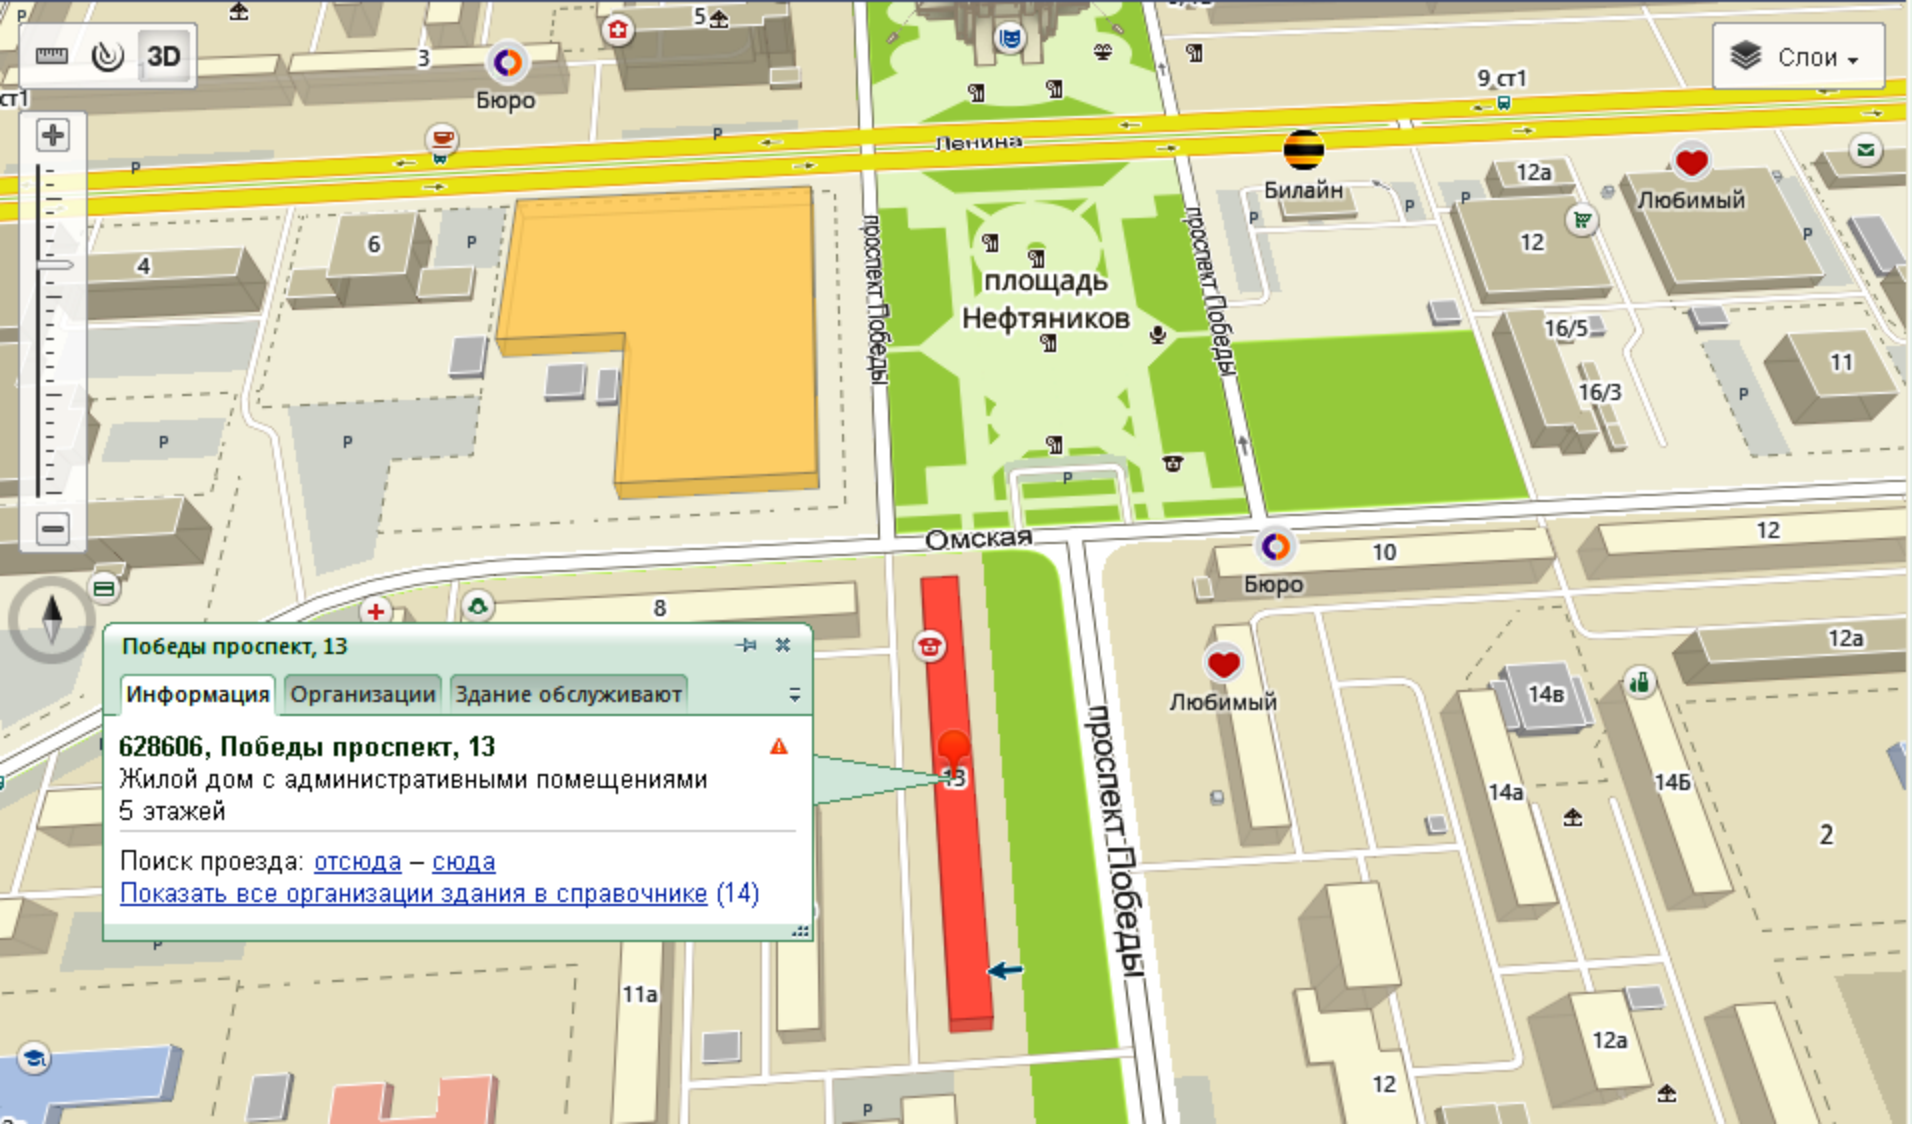 3D
Слои
3
5
Бюро
ст1
9_ст1
P
P
P
Ленина
Билайн
12а
Любимый
P
P
P
P
4
6
P
12
проспект Победы
проспект Победы
площадь
Нефтяников
16/5
11
16/3
P
P
P
P
Омская
10
12
Бюро
8
12а
Любимый
14в
14а
14Б
2
13
проспект Победы
Победы проспект, 13
Информация
Организации
Здание обслуживают
628606, Победы проспект, 13
Жилой дом с административными помещениями
5 этажей
Поиск проезда: отсюда – сюда
Показать все организации здания в справочнике (14)
P
11а
12а
12
P